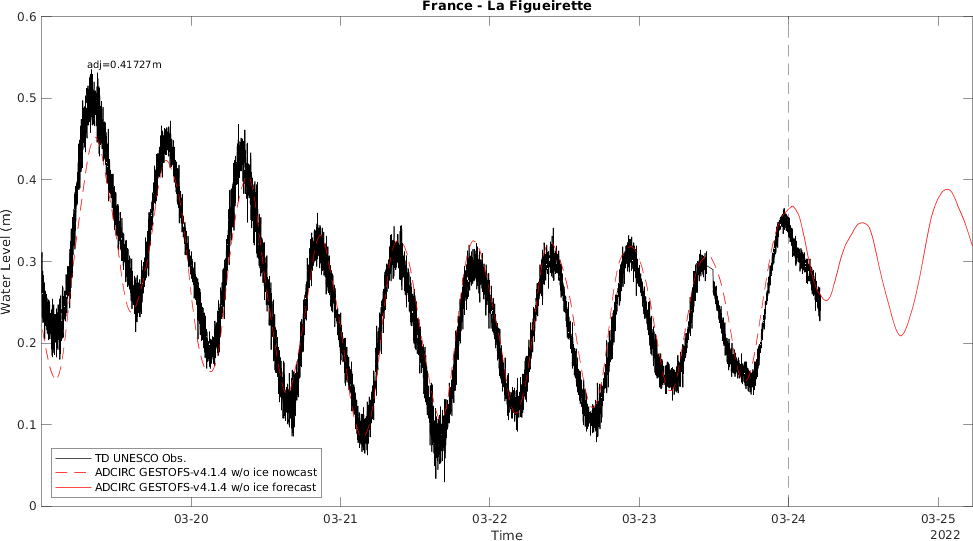 France - La Figueirette
adj=0.41727m
0.6
0.5
0.4
0.3
0.2
0.1
0
Water Level (m)
TD UNESCO Obs.
ADCIRC GESTOFS-v4.1.4 w/o ice nowcast
ADCIRC GESTOFS-v4.1.4 w/o ice forecast
03-20 03-21 03-22 03-23 03-24 03-25
Time
2022